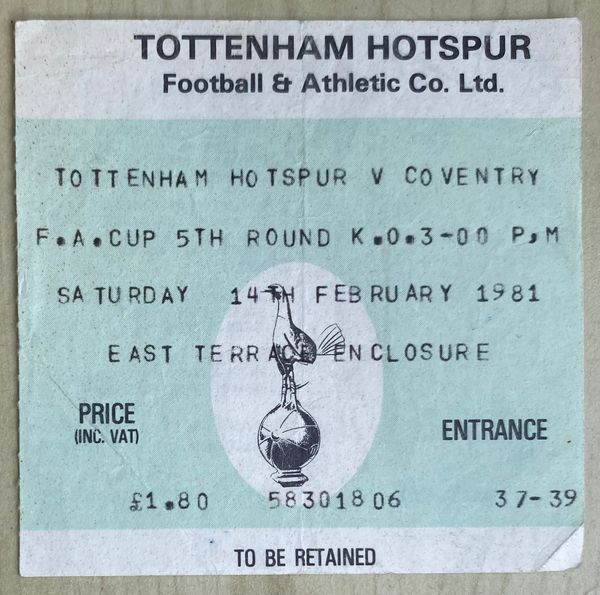 TOTTENHAM HOTSPUR
Football & Athletic Co. Ltd.
TOTTENHAM HOTSPUR V COVENTRY
F.A.CUP 5TH ROUND K.O.3-00 P,M
SATURDAY 14TH FEBRUARY 1981
EAST TERRACE ENCLOSURE
PRICE
(INC. VAT)
ENTRANCE
£1.80 58301806 37-39
TO BE RETAINED